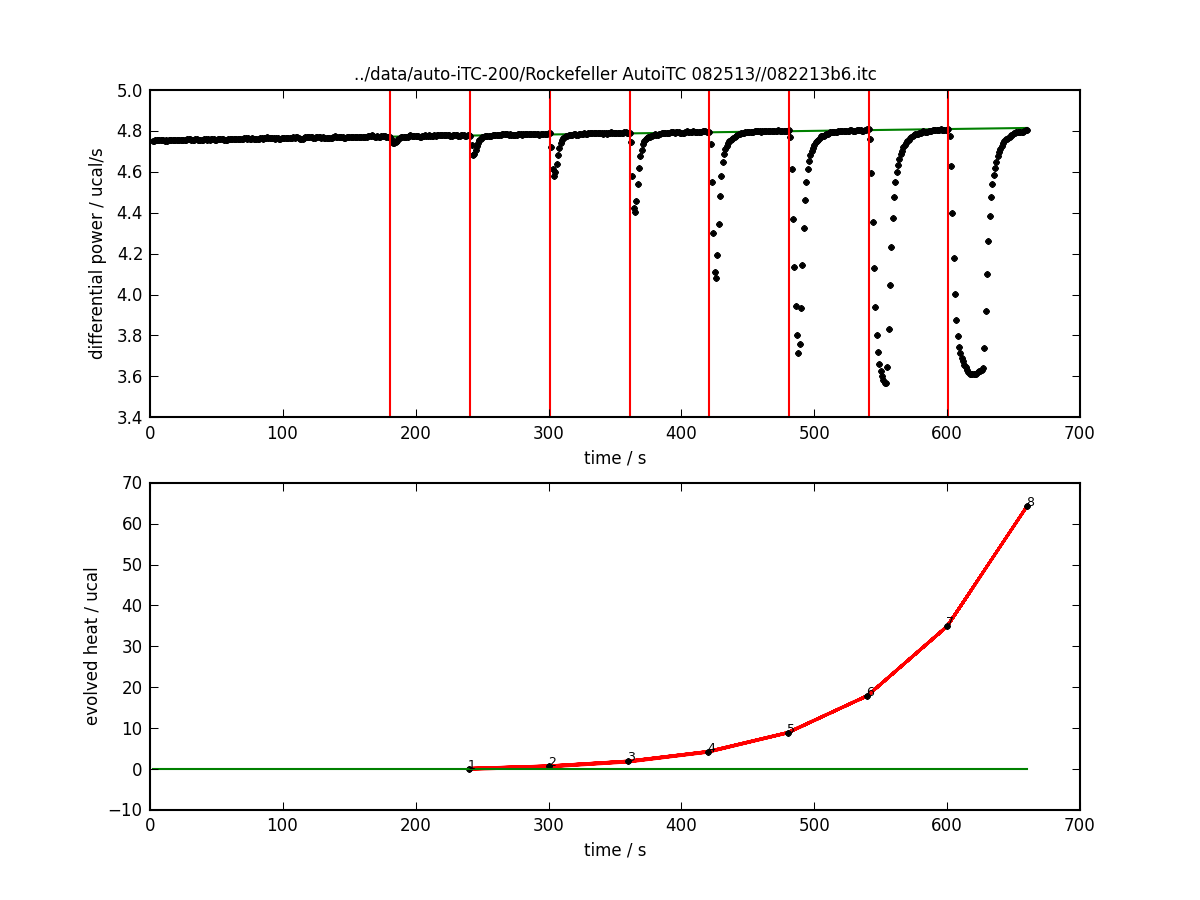 ../data/auto-iTC-200/Rockefeller AutoiTC 082513//082213b6.itc
5.0
4.8
4.6
4.4
4.2
4.0
3.8
3.6
3.4
differential power / ucal/s
0 100 200 300 400 500 600 700
time / s
70
60
50
40
30
20
10
0
−10
evolved heat / ucal
1 2 3 4 5 6 7 8
0 100 200 300 400 500 600 700
time / s